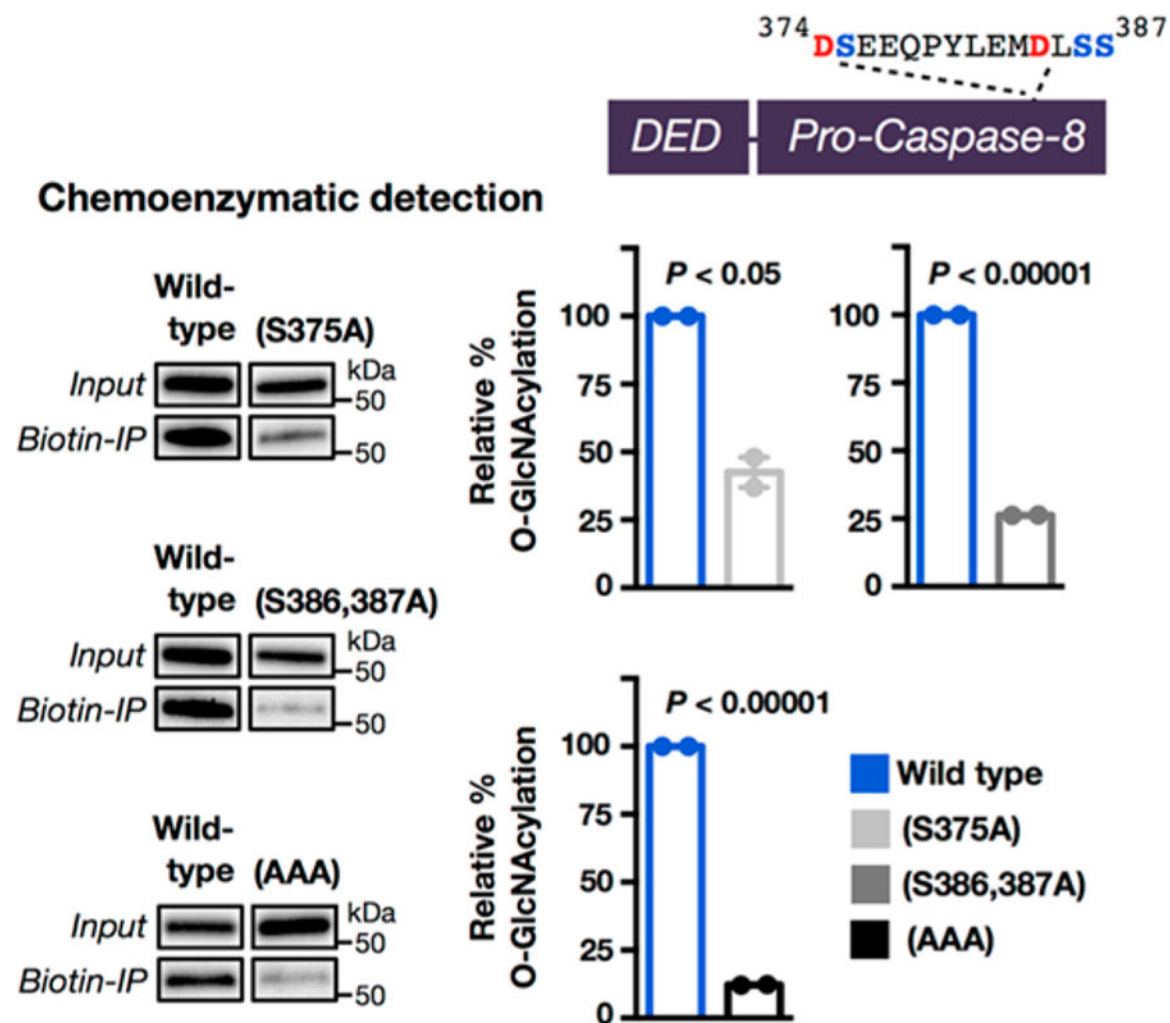 374 DSEEQPYLEMDLSS 387
DED Pro-Caspase-8
Chemoenzymatic detection
Wild-
type (S375A)
Input kDa
50
Biotin-IP 50
Wild-
type (S386,387A)
Input kDa
50
Biotin-IP 50
Wild-
type (AAA)
Input kDa
50
Biotin-IP 50
Relative %
O-GlcNAcylation
P < 0.05
100
75
50
25
0
P < 0.00001
100
75
50
25
0
Relative %
O-GlcNAcylation
P < 0.00001
100
75
50
25
0
Wild type
(S375A)
(S386,387A)
(AAA)